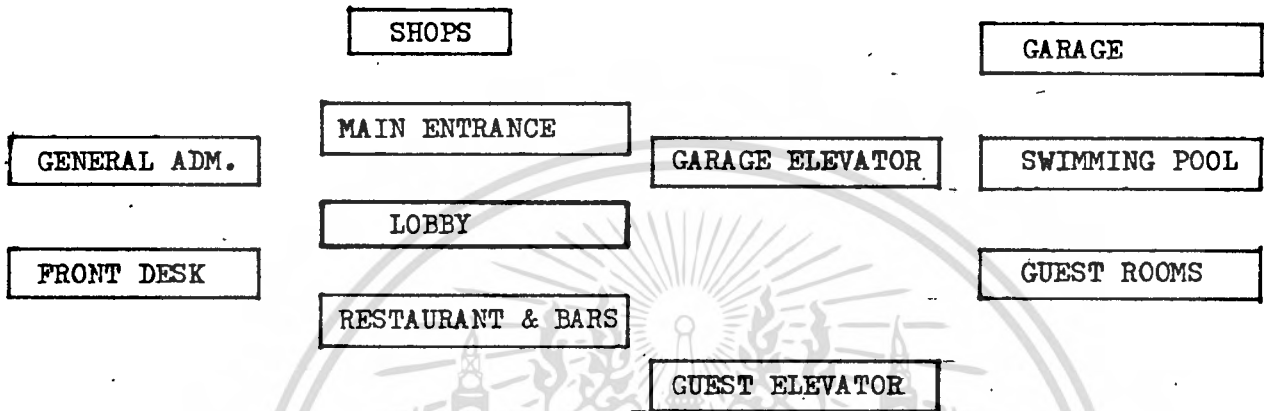 SHOPS
GARAGE
MAIN ENTRANCE
GENERAL ADM.
GARAGE ELEVATOR
SWIMMING POOL
LOBBY
FRONT DESK
GUEST ROOMS
RESTAURANT & BARS
GUEST ELEVATOR